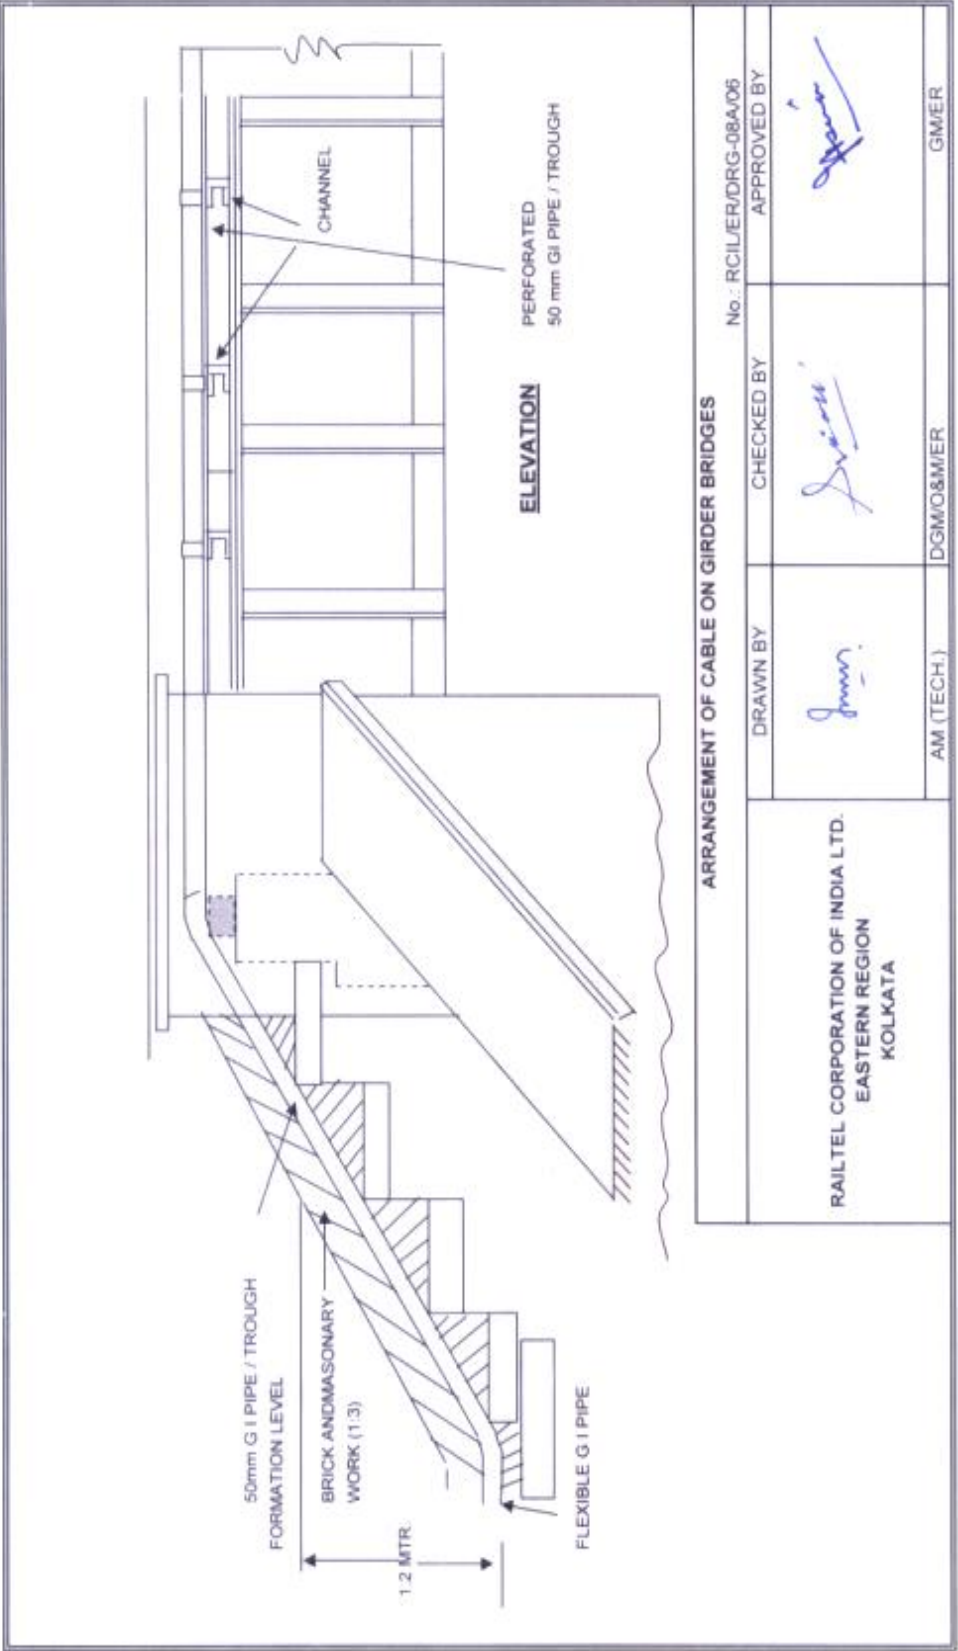 50mm G I PIPE / TROUGH
FORMATION LEVEL
BRICK ANDMASONARY
WORK (1:3)
1.2 MTR.
FLEXIBLE G I PIPE
CHANNEL
PERFORATED
50 mm GI PIPE / TROUGH
ELEVATION
ARRANGEMENT OF CABLE ON GIRDER BRIDGES
No.: RCIL/ER/DRG-08A/06
RAILTEL CORPORATION OF INDIA LTD.
EASTERN REGION
KOLKATA
DRAWN BY
CHECKED BY
APPROVED BY
AM (TECH.)
DGM/O&M/ER
GM/ER